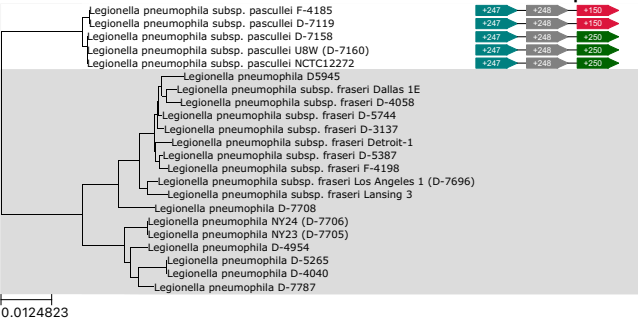 Legionella pneumophila subsp. pascullei F-4185 +247 +248 +150
Legionella pneumophila subsp. pascullei D-7119 +247 +248 +150
Legionella pneumophila subsp. pascullei D-7158 +247 +248 +250
Legionella pneumophila subsp. pascullei U8W (D-7160) +247 +248 +250
Legionella pneumophila subsp. pascullei NCTC12272 +247 +248 +250
Legionella pneumophila D5945
Legionella pneumophila subsp. fraseri Dallas 1E
Legionella pneumophila subsp. fraseri D-4058
Legionella pneumophila subsp. fraseri D-5744
Legionella pneumophila subsp. fraseri D-3137
Legionella pneumophila subsp. fraseri Detroit-1
Legionella pneumophila subsp. fraseri D-5387
Legionella pneumophila subsp. fraseri F-4198
Legionella pneumophila subsp. fraseri Los Angeles 1 (D-7696)
Legionella pneumophila subsp. fraseri Lansing 3
Legionella pneumophila D-7708
Legionella pneumophila NY24 (D-7706)
Legionella pneumophila NY23 (D-7705)
Legionella pneumophila D-4954
Legionella pneumophila D-5265
Legionella pneumophila D-4040
Legionella pneumophila D-7787
0.0124823